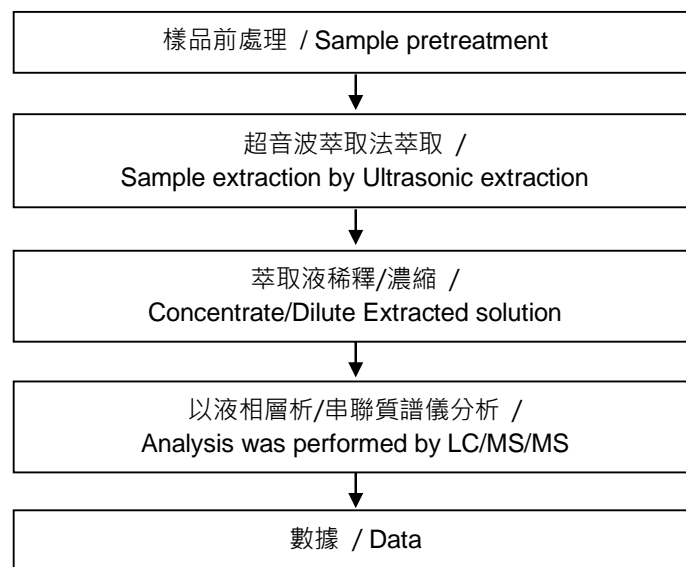 樣品前處理 / Sample pretreatment
超音波萃取法萃取 /
Sample extraction by Ultrasonic extraction
萃取液稀釋/濃縮 /
Concentrate/Dilute Extracted solution
以液相層析/串聯質譜儀分析 /
Analysis was performed by LC/MS/MS
數據 / Data